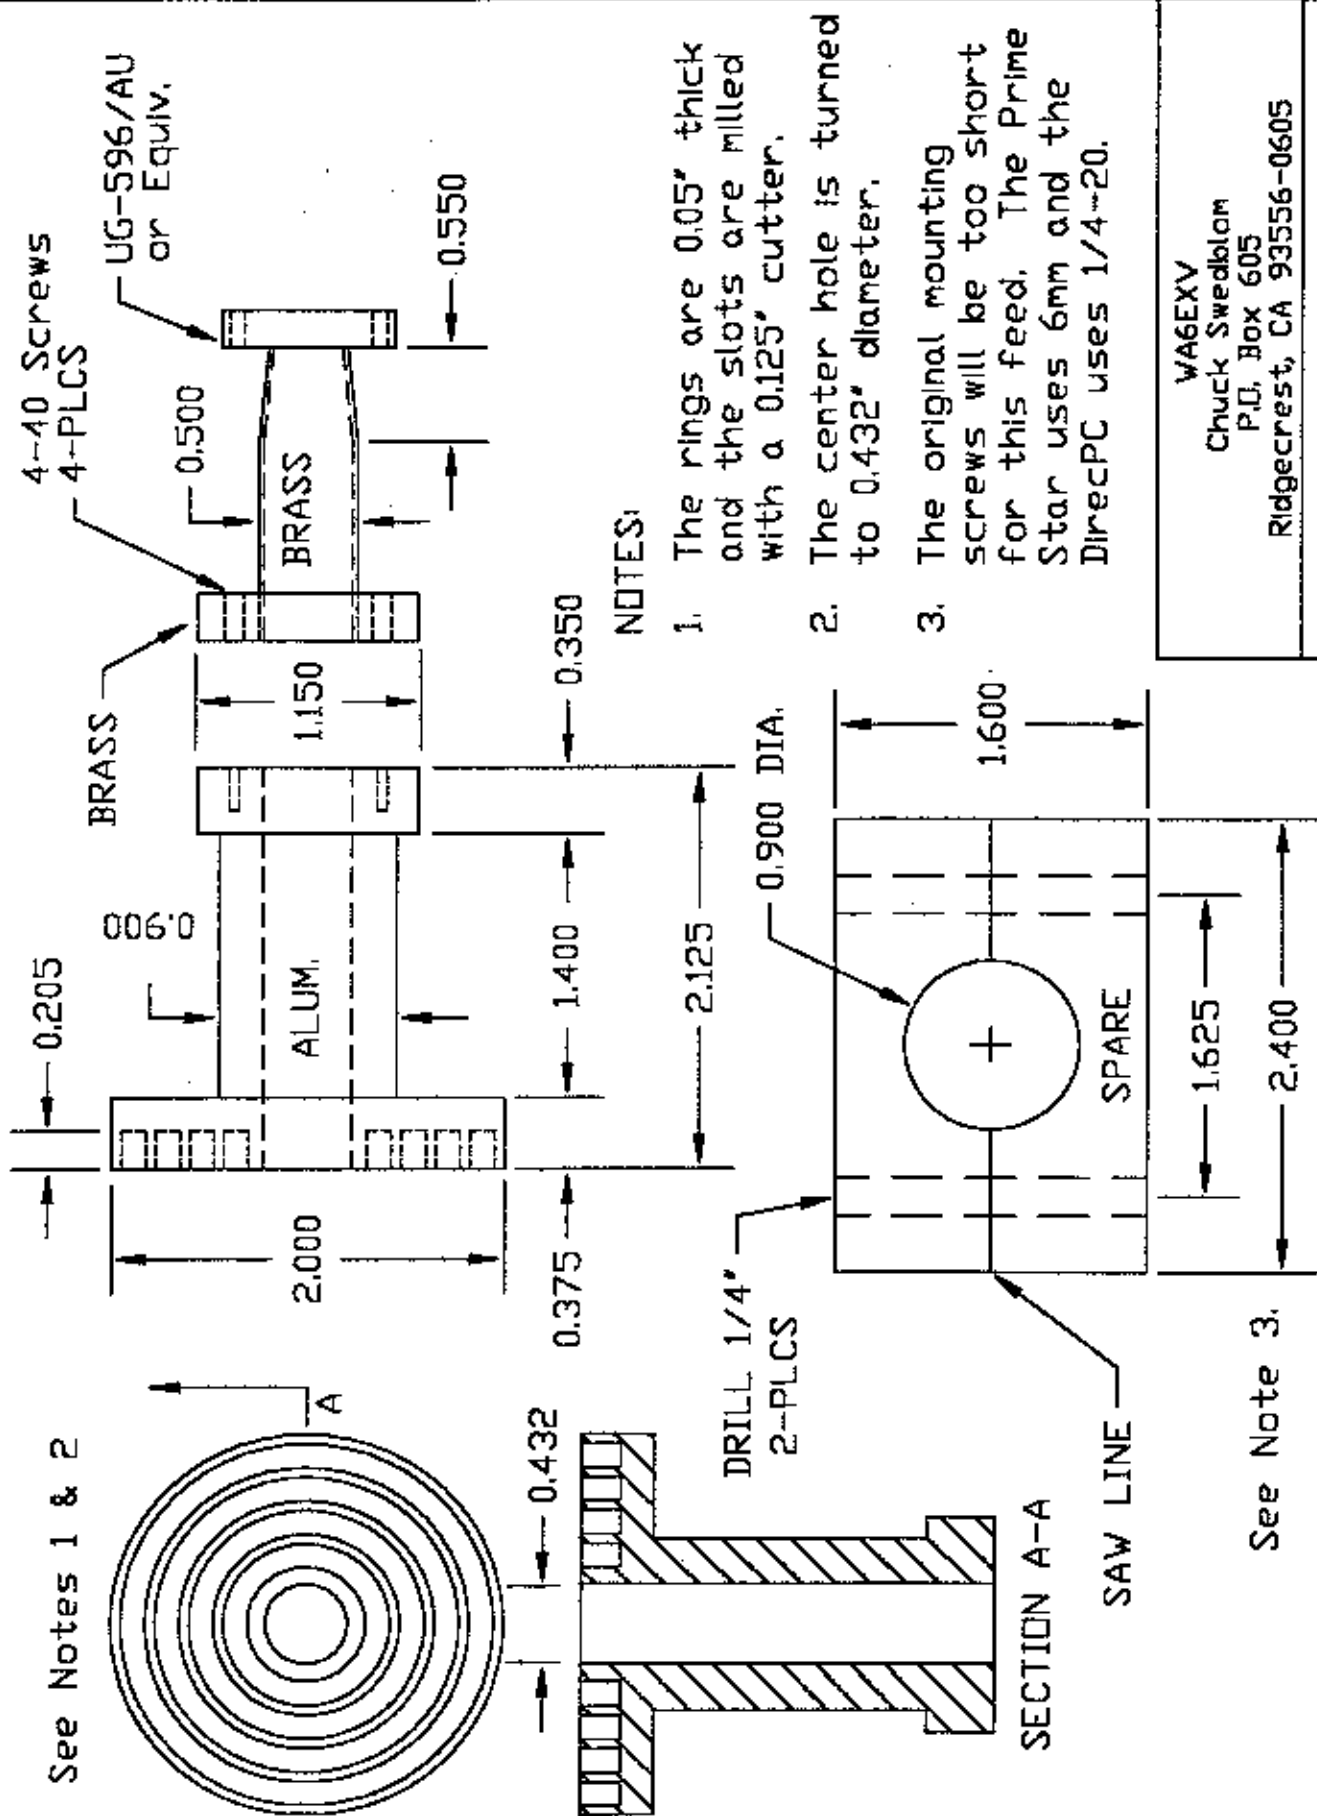 See Notes 1 & 2
A
0.432
SECTION A-A
2.000
0.205
0.900
ALUM.
0.375
1.400
2.125
0.350
BRASS
1.150
4-40 Screws
4-PLCS
0.500
BRASS
UG-596/AU
or Equiv.
0.550
DRILL 1/4"
2-PLCS
0.900 DIA.
1.600
SAW LINE
SPARE
1.625
2.400
See Note 3.
NOTES:
1. The rings are 0.05" thick
and the slots are milled
with a 0.125" cutter.
2. The center hole is turned
to 0.432" diameter.
3. The original mounting
screws will be too short
for this feed. The Prime
Star uses 6mm and the
DirecPC uses 1/4-20.
WA6EXV
Chuck Swedblom
P.O. Box 605
Ridgecrest, CA 93556-0605